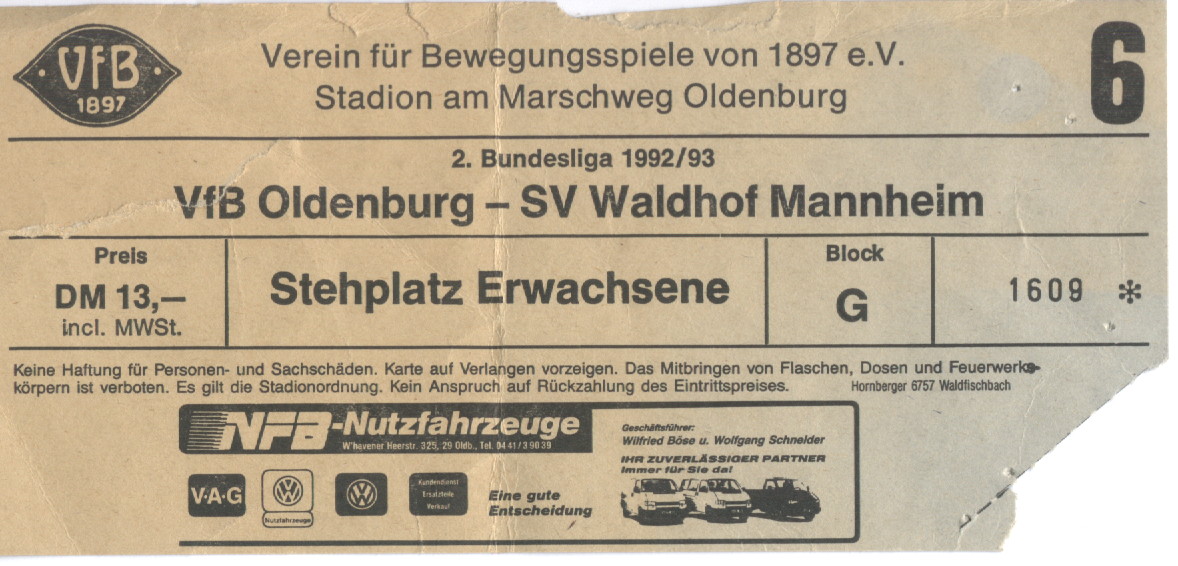 VfB
1897
Verein für Bewegungsspiele von 1897 e.V.
Stadion am Marschweg Oldenburg
6
2. Bundesliga 1992/93
VfB Oldenburg – SV Waldhof Mannheim
Preis
DM 13,—
incl. MWSt.
Stehplatz Erwachsene
Block
G
1609 *
Keine Haftung für Personen- und Sachschäden. Karte auf Verlangen vorzeigen. Das Mitbringen von Flaschen, Dosen und Feuerwerks-
körpern ist verboten. Es gilt die Stadionordnung. Kein Anspruch auf Rückzahlung des Eintrittspreises.
Hornberger 6757 Waldfischbach
NFB-Nutzfahrzeuge
W'havener Heerstr. 325, 29 Oldb., Tel. 04 41 / 3 90 39
V·A·G
Nutzfahrzeuge
Kundendienst
Ersatzteile
Verkauf
Eine gute
Entscheidung
Geschäftsführer:
Wilfried Böse u. Wolfgang Schneider
IHR ZUVERLÄSSIGER PARTNER
Immer für Sie da!